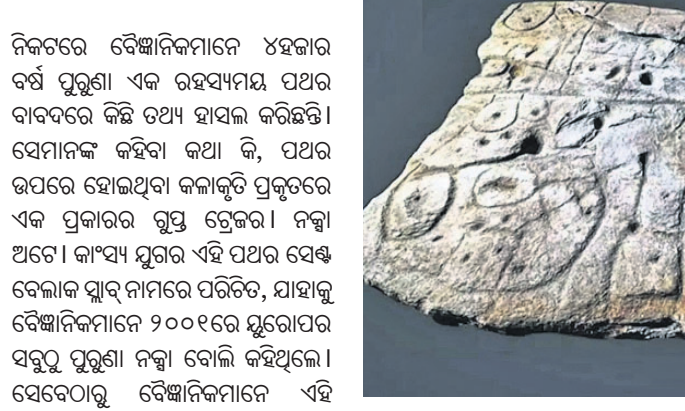 ନିକଟରେ ବୈଜ୍ଞାନିକମାନେ ୪ହଜାର
ବର୍ଷ ପୁରୁଣା ଏକ ରହସ୍ୟମୟ ପଥର
ବାବଦରେ କିଛି ତଥ୍ୟ ହାସଲ କରିଛନ୍ତି।
ସେମାନଙ୍କ କହିବା କଥା କି, ପଥର
ଉପରେ ହୋଇଥିବା କଳାକୃତି ପ୍ରକୃତରେ
ଏକ ପ୍ରକାରର ଗୁପ୍ତ ଟ୍ରେଜର। ନକ୍ସା
ଅଟେ। କାଂସ୍ୟ ଯୁଗର ଏହି ପଥର ସେଣ୍ଟ
ବେଲାକ ସ୍ଲାବ୍ ନାମରେ ପରିଚିତ, ଯାହାକୁ
ବୈଜ୍ଞାନିକମାନେ ୨୦୦୧ରେ ୟୁରୋପର
ସବୁଠୁ ପୁରୁଣା ନକ୍ସା ବୋଲି କହିଥିଲେ।
ସେବେଠାରୁ ବୈଜ୍ଞାନିକମାନେ ଏହି